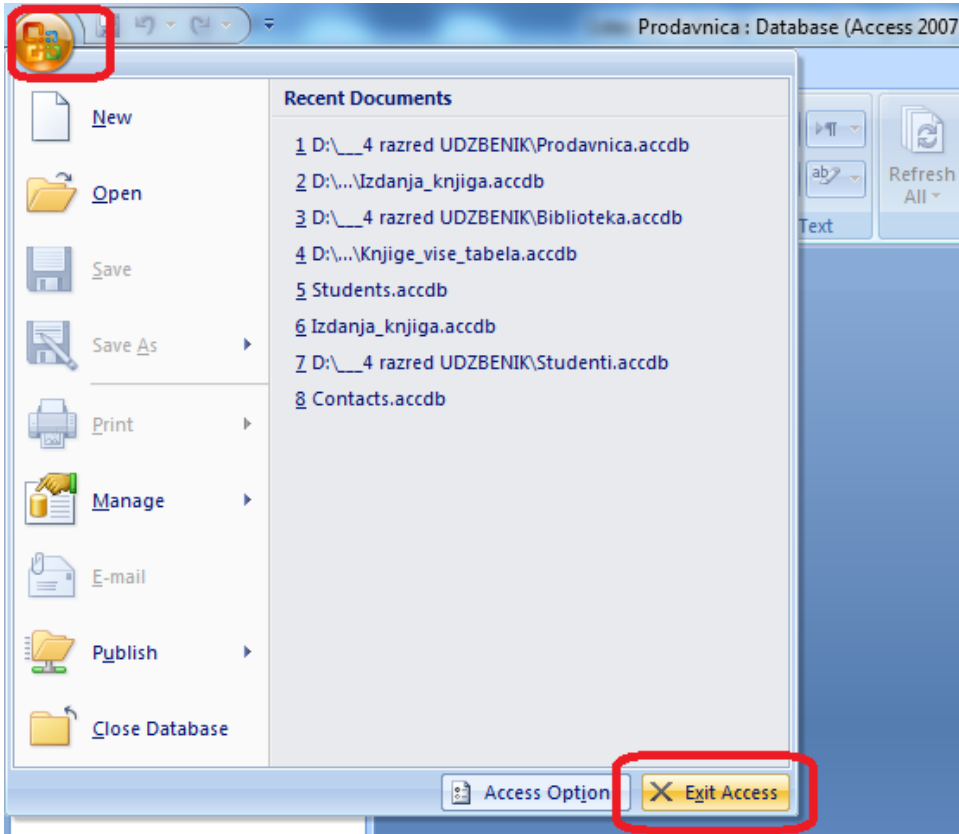 Prodavnica : Database (Access 2007
New
Open
Save
Save As
Print
Manage
E-mail
Publish
Close Database
Recent Documents
1 D:\___4 razred UDZBENIK\Prodavnica.accdb
2 D:\...\Izdanja_knjiga.accdb
3 D:\___4 razred UDZBENIK\Biblioteka.accdb
4 D:\...\Knjige_vise_tabela.accdb
5 Students.accdb
6 Izdanja_knjiga.accdb
7 D:\___4 razred UDZBENIK\Studenti.accdb
8 Contacts.accdb
ab
Refresh
All
Text
Access Option
Exit Access